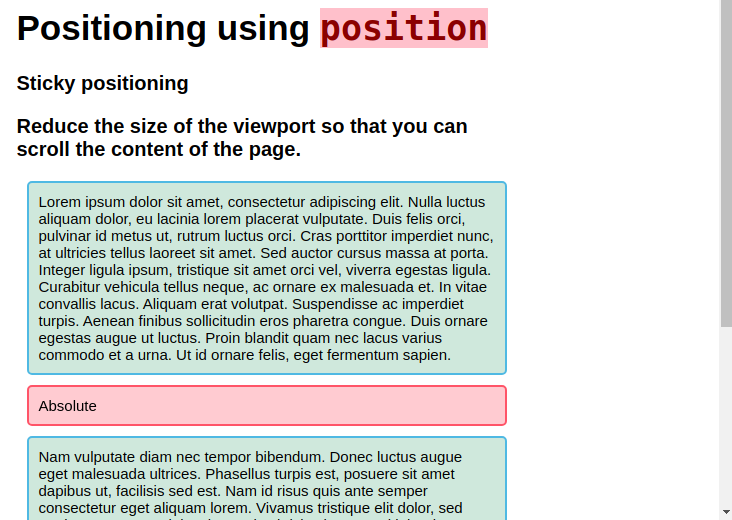 Positioning using position
Sticky positioning
Reduce the size of the viewport so that you can
scroll the content of the page.
Lorem ipsum dolor sit amet, consectetur adipiscing elit. Nulla luctus
aliquam dolor, eu lacinia lorem placerat vulputate. Duis felis orci,
pulvinar id metus ut, rutrum luctus orci. Cras porttitor imperdiet nunc,
at ultricies tellus laoreet sit amet. Sed auctor cursus massa at porta.
Integer ligula ipsum, tristique sit amet orci vel, viverra egestas ligula.
Curabitur vehicula tellus neque, ac ornare ex malesuada et. In vitae
convallis lacus. Aliquam erat volutpat. Suspendisse ac imperdiet
turpis. Aenean finibus sollicitudin eros pharetra congue. Duis ornare
egestas augue ut luctus. Proin blandit quam nec lacus varius
commodo et a urna. Ut id ornare felis, eget fermentum sapien.
Absolute
Nam vulputate diam nec tempor bibendum. Donec luctus augue
eget malesuada ultrices. Phasellus turpis est, posuere sit amet
dapibus ut, facilisis sed est. Nam id risus quis ante semper
consectetur eget aliquam lorem. Vivamus tristique elit dolor, sed